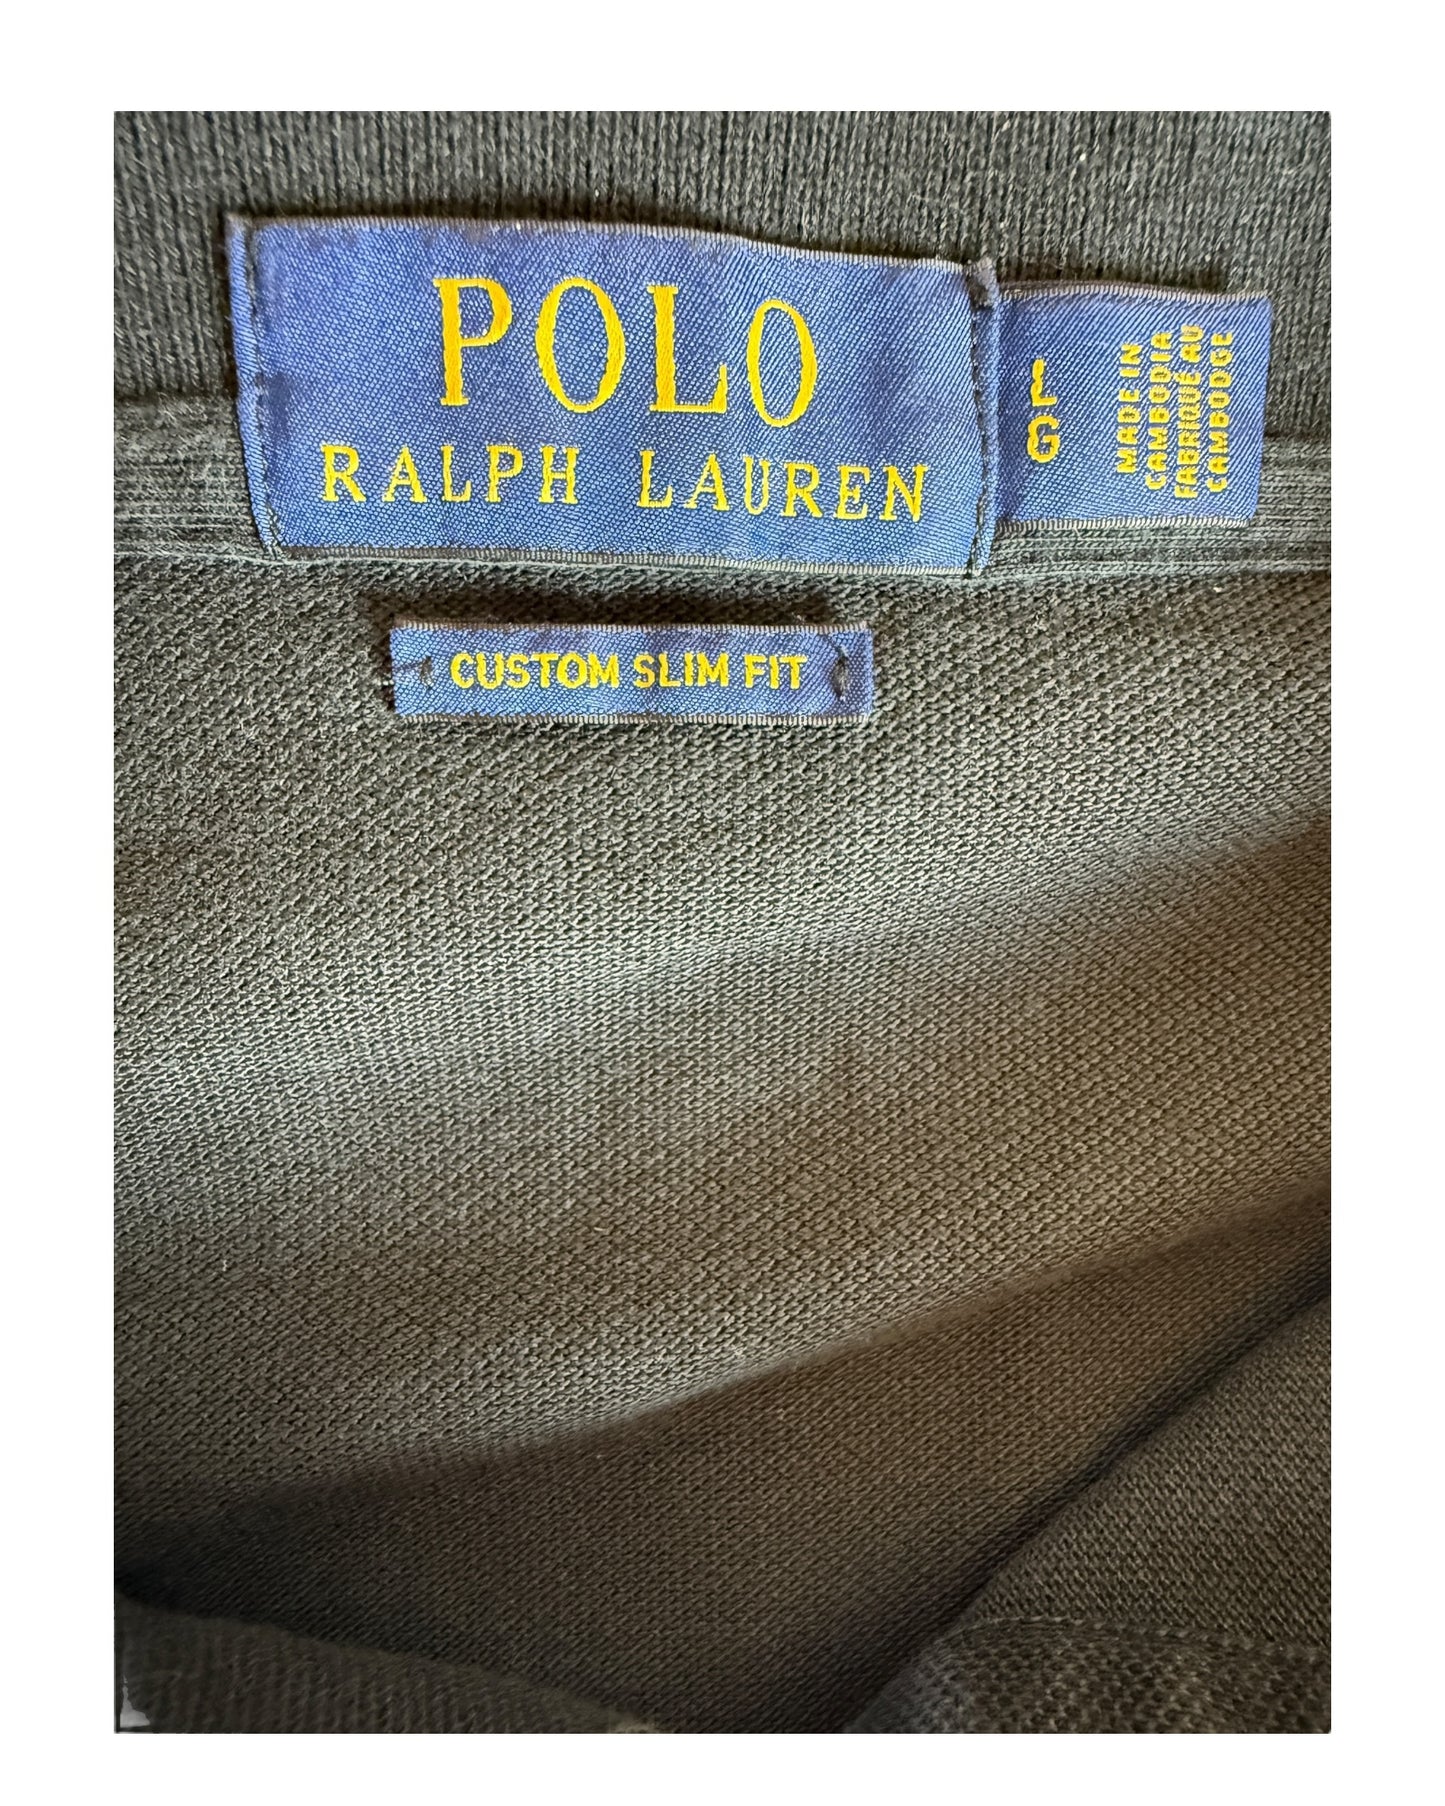 POLO
RALPH LAUREN
L
G
MADE IN
CAMBODIA
FABRIQUÉ AU
CAMBODGE
CUSTOM SLIM FIT